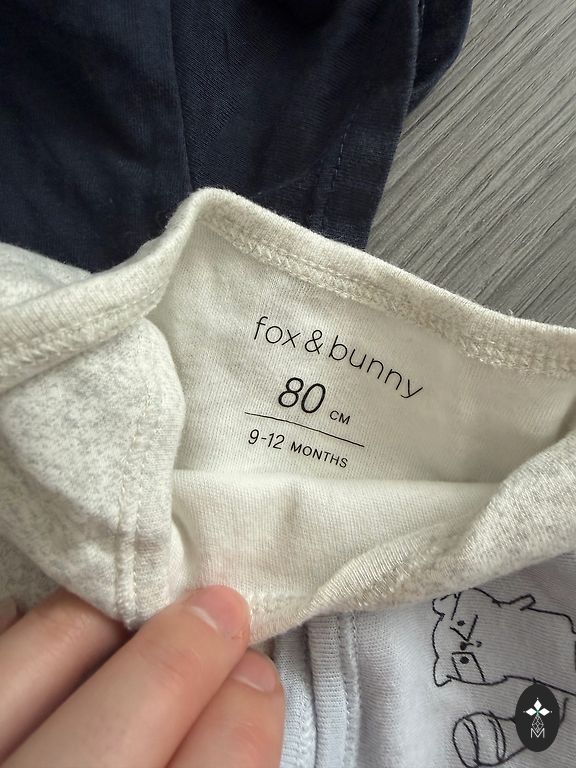 fox & bunny
80 CM
9-12 MONTHS